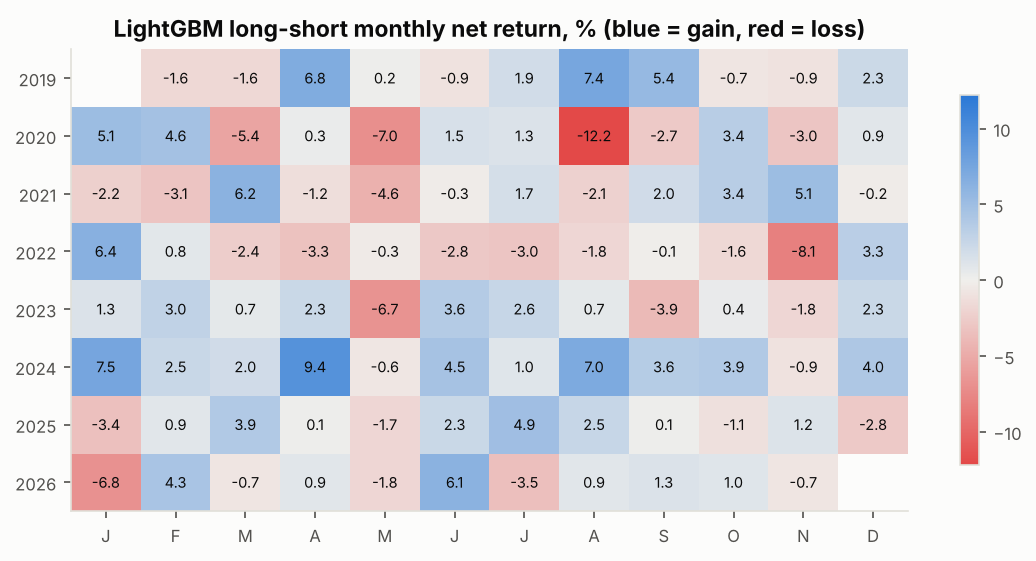 LightGBM long-short monthly net return, % (blue = gain, red = loss)
2019 -1.6 -1.6 6.8 0.2 -0.9 1.9 7.4 5.4 -0.7 -0.9 2.3
2020 5.1 4.6 -5.4 0.3 -7.0 1.5 1.3 -12.2 -2.7 3.4 -3.0 0.9
2021 -2.2 -3.1 6.2 -1.2 -4.6 -0.3 1.7 -2.1 2.0 3.4 5.1 -0.2
2022 6.4 0.8 -2.4 -3.3 -0.3 -2.8 -3.0 -1.8 -0.1 -1.6 -8.1 3.3
2023 1.3 3.0 0.7 2.3 -6.7 3.6 2.6 0.7 -3.9 0.4 -1.8 2.3
2024 7.5 2.5 2.0 9.4 -0.6 4.5 1.0 7.0 3.6 3.9 -0.9 4.0
2025 -3.4 0.9 3.9 0.1 -1.7 2.3 4.9 2.5 0.1 -1.1 1.2 -2.8
2026 -6.8 4.3 -0.7 0.9 -1.8 6.1 -3.5 0.9 1.3 1.0 -0.7
J F M A M J J A S O N D
10
5
0
−5
−10